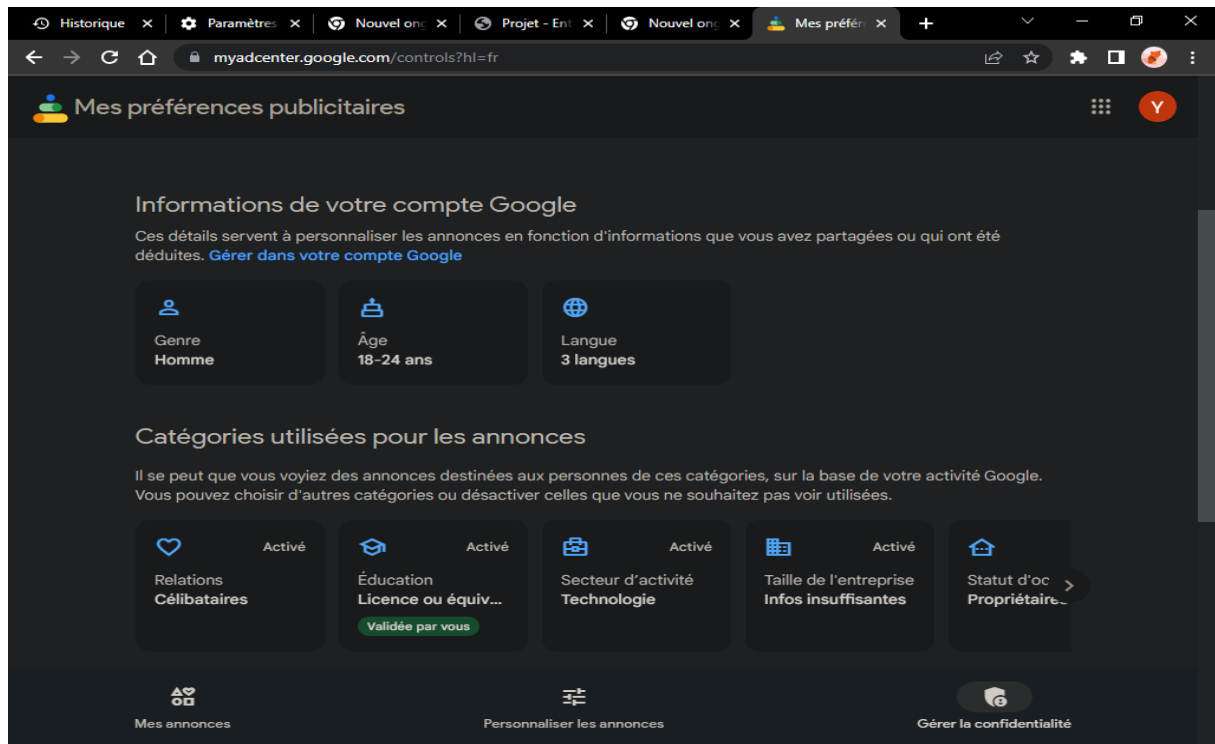 Historique
Paramètres
Nouvel ong
Projet - Ent
Nouvel ong
Mes préfér
myadcenter.google.com/controls?hl=fr
Mes préférences publicitaires
Y
Informations de votre compte Google
Ces détails servent à personnaliser les annonces en fonction d'informations que vous avez partagées ou qui ont été
déduites. Gérer dans votre compte Google
Genre
Homme
Âge
18-24 ans
Langue
3 langues
Catégories utilisées pour les annonces
Il se peut que vous voyiez des annonces destinées aux personnes de ces catégories, sur la base de votre activité Google.
Vous pouvez choisir d'autres catégories ou désactiver celles que vous ne souhaitez pas voir utilisées.
Activé
Relations
Célibataires
Activé
Éducation
Licence ou équiv...
Validée par vous
Activé
Secteur d'activité
Technologie
Activé
Taille de l'entreprise
Infos insuffisantes
Statut d'oc
Propriétaire
Mes annonces
Personnaliser les annonces
Gérer la confidentialité